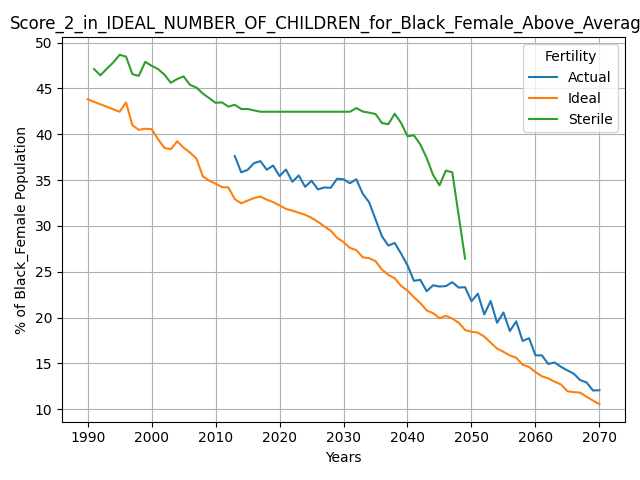 Score_2_in_IDEAL_NUMBER_OF_CHILDREN_for_Black_Female_Above_Averag
Fertility
Actual
Ideal
Sterile
% of Black_Female Population
50
45
40
35
30
25
20
15
10
1990 2000 2010 2020 2030 2040 2050 2060 2070
Years